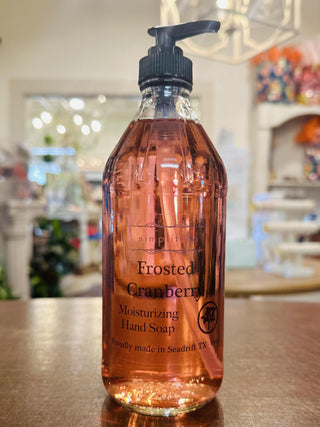 Frosted
Cranberry
Moisturizing
Hand Soap
Proudly made in Seadrift TX